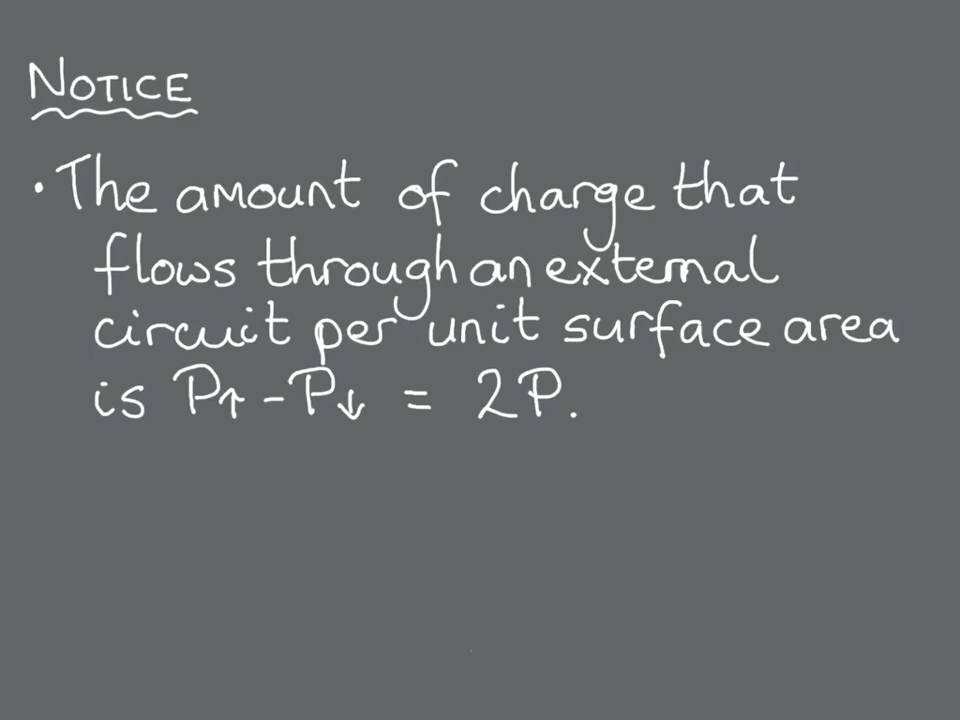 NOTICE
• The amount of charge that
flows through an external
circuit per unit surface area
is P↑ - P↓ = 2P.